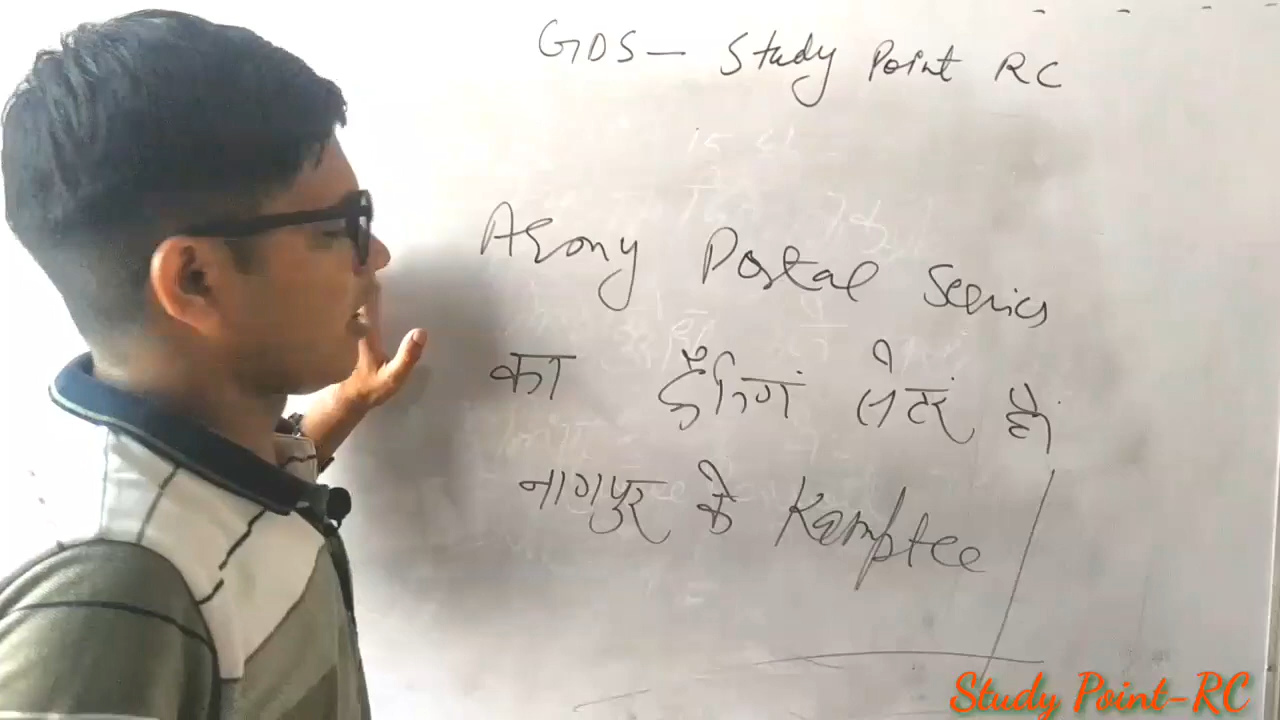 GDS — Study Point RC
Army Postal Service
का ट्रेनिंग सेंटर है।
नागपुर के Kamptee
Study Point-RC